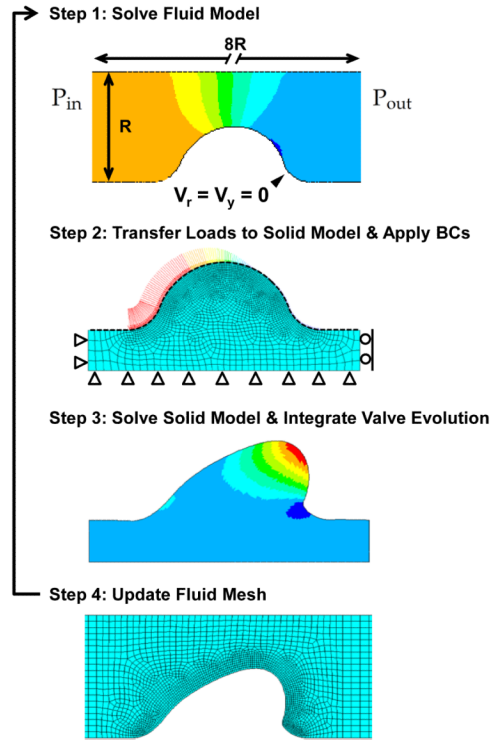 Step 1: Solve Fluid Model
8R
Pin
Pout
R
Vr = Vy = 0
Step 2: Transfer Loads to Solid Model & Apply BCs
Step 3: Solve Solid Model & Integrate Valve Evolution
Step 4: Update Fluid Mesh